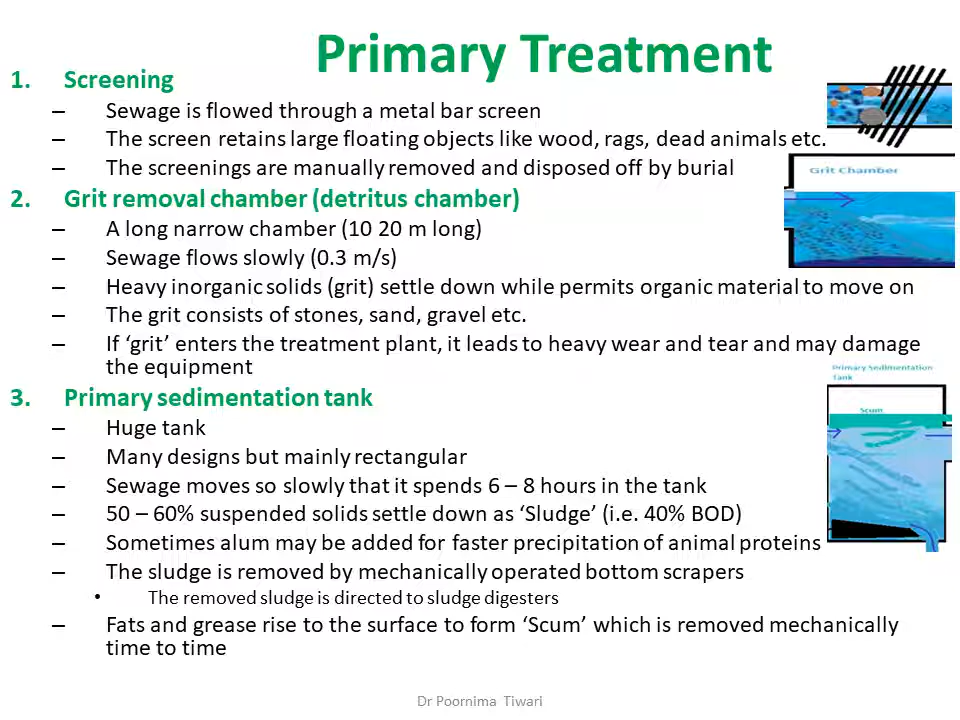 Primary Treatment
1. Screening
– Sewage is flowed through a metal bar screen
– The screen retains large floating objects like wood, rags, dead animals etc.
– The screenings are manually removed and disposed off by burial
Grit Chamber
2. Grit removal chamber (detritus chamber)
– A long narrow chamber (10 20 m long)
– Sewage flows slowly (0.3 m/s)
– Heavy inorganic solids (grit) settle down while permits organic material to move on
– The grit consists of stones, sand, gravel etc.
– If ‘grit’ enters the treatment plant, it leads to heavy wear and tear and may damage
the equipment
Primary Sedimentation
Tank
Scum
3. Primary sedimentation tank
– Huge tank
– Many designs but mainly rectangular
– Sewage moves so slowly that it spends 6 – 8 hours in the tank
– 50 – 60% suspended solids settle down as ‘Sludge’ (i.e. 40% BOD)
– Sometimes alum may be added for faster precipitation of animal proteins
– The sludge is removed by mechanically operated bottom scrapers
• The removed sludge is directed to sludge digesters
– Fats and grease rise to the surface to form ‘Scum’ which is removed mechanically
time to time
Dr Poornima Tiwari